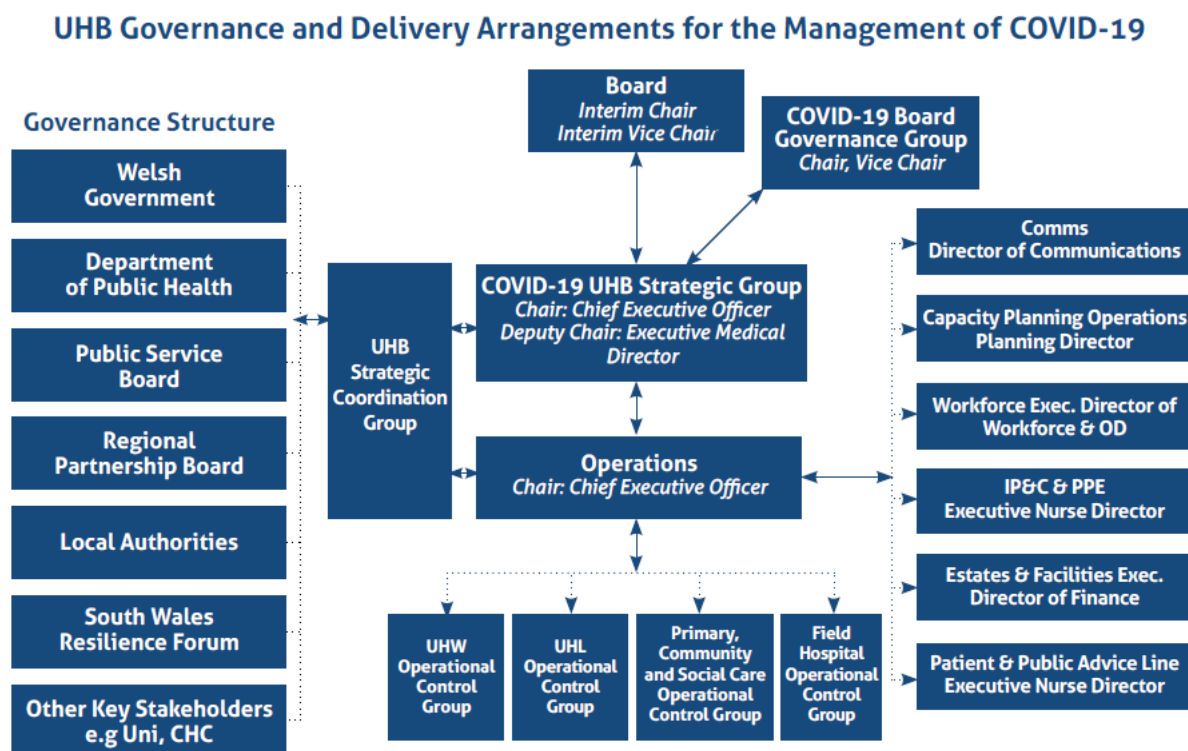 UHB Governance and Delivery Arrangements for the Management of COVID-19
Governance Structure
Welsh
Government
Department
of Public Health
Public Service
Board
Regional
Partnership Board
Local Authorities
South Wales
Resilience Forum
Other Key Stakeholders
e.g Uni, CHC
UHB
Strategic
Coordination
Group
Board
Interim Chair
Interim Vice Chair
COVID-19 Board
Governance Group
Chair, Vice Chair
COVID-19 UHB Strategic Group
Chair: Chief Executive Officer
Deputy Chair: Executive Medical
Director
Operations
Chair: Chief Executive Officer
UHW
Operational
Control
Group
UHL
Operational
Control
Group
Primary,
Community
and Social Care
Operational
Control Group
Field
Hospital
Operational
Control
Group
Comms
Director of Communications
Capacity Planning Operations
Planning Director
Workforce Exec. Director of
Workforce & OD
IP&C & PPE
Executive Nurse Director
Estates & Facilities Exec.
Director of Finance
Patient & Public Advice Line
Executive Nurse Director